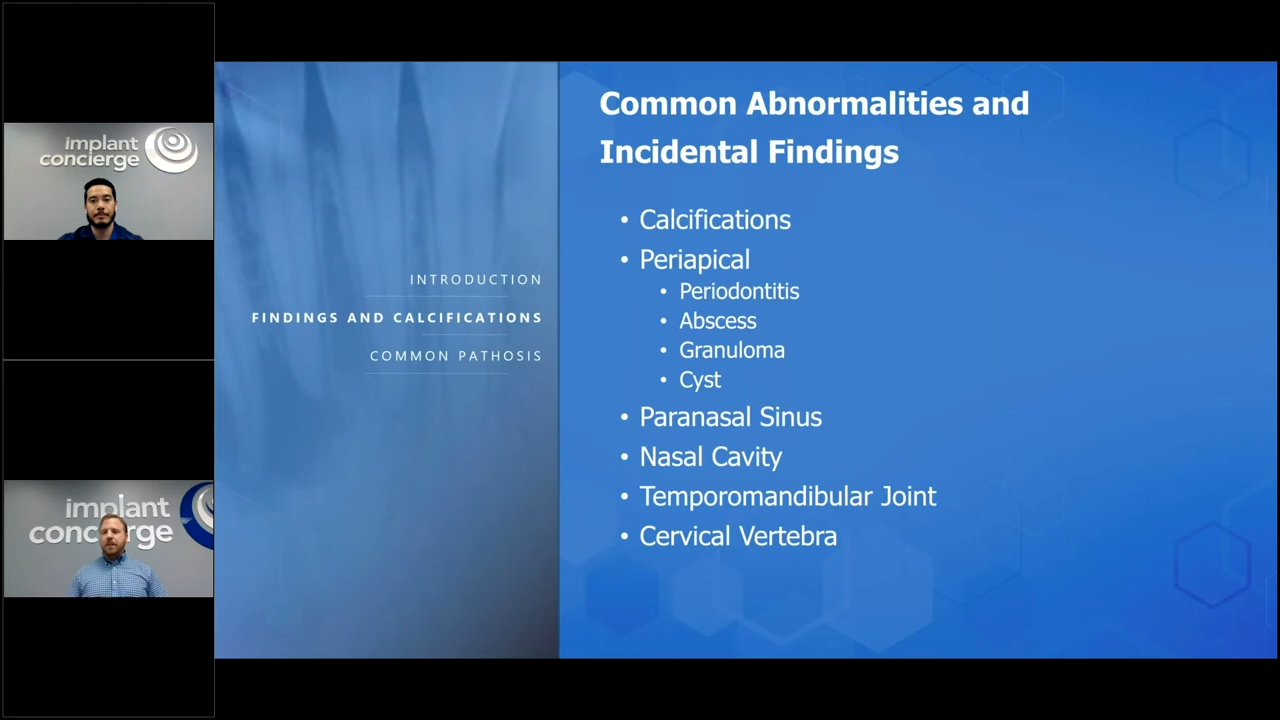 implant
concierge
implant
concierge
INTRODUCTION
FINDINGS AND CALCIFICATIONS
COMMON PATHOSIS
Common Abnormalities and
Incidental Findings
• Calcifications
• Periapical
• Periodontitis
• Abscess
• Granuloma
• Cyst
• Paranasal Sinus
• Nasal Cavity
• Temporomandibular Joint
• Cervical Vertebra